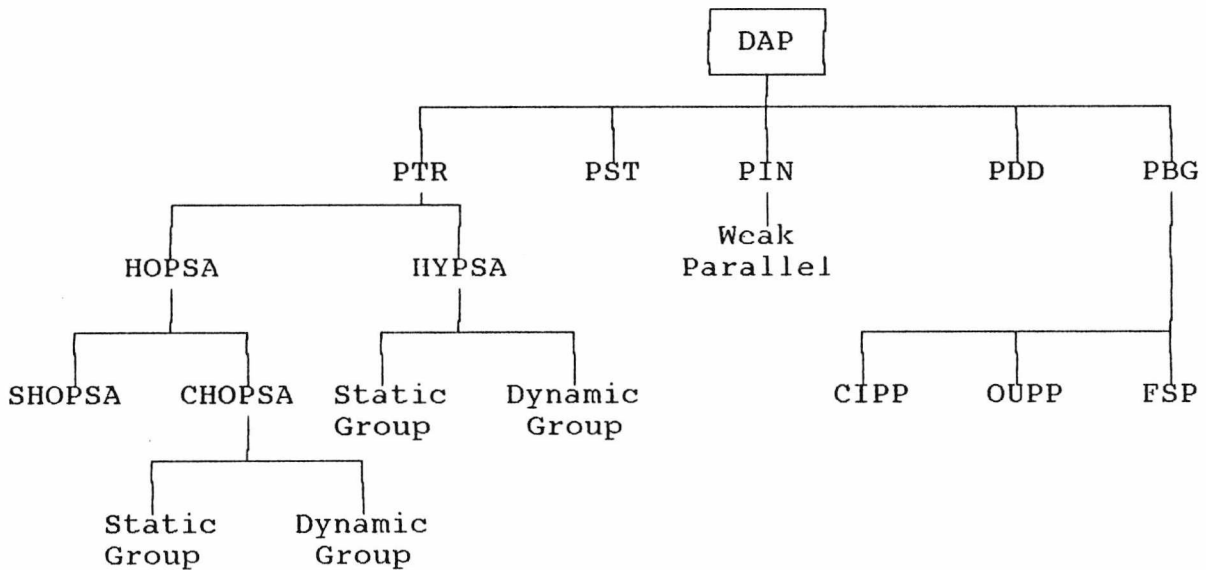 DAP
PTR PST PIN PDD PBG
Weak
Parallel
HOPSA HYPSA
SHOPSA CHOPSA Static Dynamic CIPP OUPP FSP
Group Group
Static Dynamic
Group Group